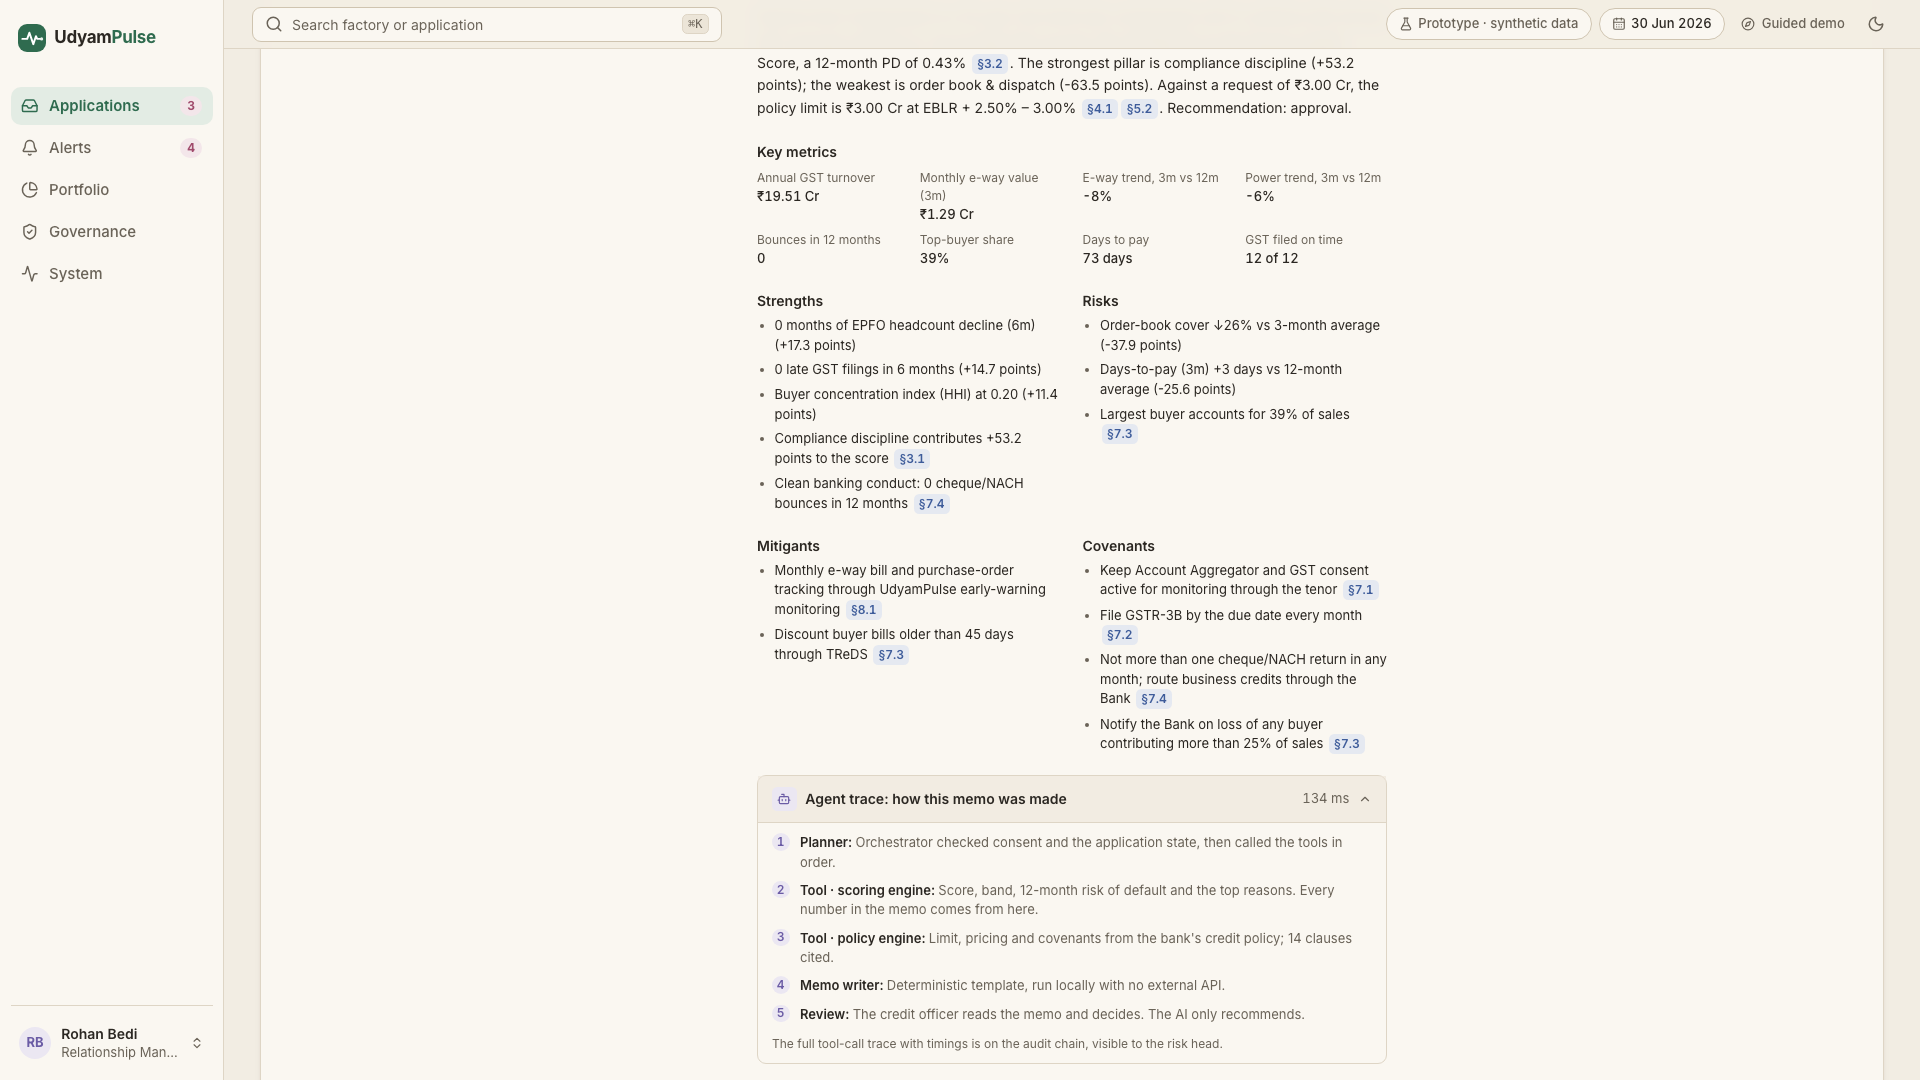 UdyamPulse
Search factory or application
⌘K
Prototype · synthetic data
30 Jun 2026
Guided demo
Applications
3
Alerts
4
Portfolio
Governance
System
Score, a 12-month PD of 0.43% §3.2 . The strongest pillar is compliance discipline (+53.2
points); the weakest is order book & dispatch (-63.5 points). Against a request of ₹3.00 Cr, the
policy limit is ₹3.00 Cr at EBLR + 2.50% – 3.00% §4.1 §5.2 . Recommendation: approval.
Key metrics
Annual GST turnover
₹19.51 Cr
Monthly e-way value
(3m)
₹1.29 Cr
E-way trend, 3m vs 12m
-8%
Power trend, 3m vs 12m
-6%
Bounces in 12 months
0
Top-buyer share
39%
Days to pay
73 days
GST filed on time
12 of 12
Strengths
• 0 months of EPFO headcount decline (6m)
(+17.3 points)
• 0 late GST filings in 6 months (+14.7 points)
• Buyer concentration index (HHI) at 0.20 (+11.4
points)
• Compliance discipline contributes +53.2
points to the score §3.1
• Clean banking conduct: 0 cheque/NACH
bounces in 12 months §7.4
Risks
• Order-book cover ↓26% vs 3-month average
(-37.9 points)
• Days-to-pay (3m) +3 days vs 12-month
average (-25.6 points)
• Largest buyer accounts for 39% of sales
§7.3
Mitigants
• Monthly e-way bill and purchase-order
tracking through UdyamPulse early-warning
monitoring §8.1
• Discount buyer bills older than 45 days
through TReDS §7.3
Covenants
• Keep Account Aggregator and GST consent
active for monitoring through the tenor §7.1
• File GSTR-3B by the due date every month
§7.2
• Not more than one cheque/NACH return in any
month; route business credits through the
Bank §7.4
• Notify the Bank on loss of any buyer
contributing more than 25% of sales §7.3
Agent trace: how this memo was made
134 ms
1 Planner: Orchestrator checked consent and the application state, then called the tools in
order.
2 Tool · scoring engine: Score, band, 12-month risk of default and the top reasons. Every
number in the memo comes from here.
3 Tool · policy engine: Limit, pricing and covenants from the bank's credit policy; 14 clauses
cited.
4 Memo writer: Deterministic template, run locally with no external API.
5 Review: The credit officer reads the memo and decides. The AI only recommends.
The full tool-call trace with timings is on the audit chain, visible to the risk head.
RB
Rohan Bedi
Relationship Man...